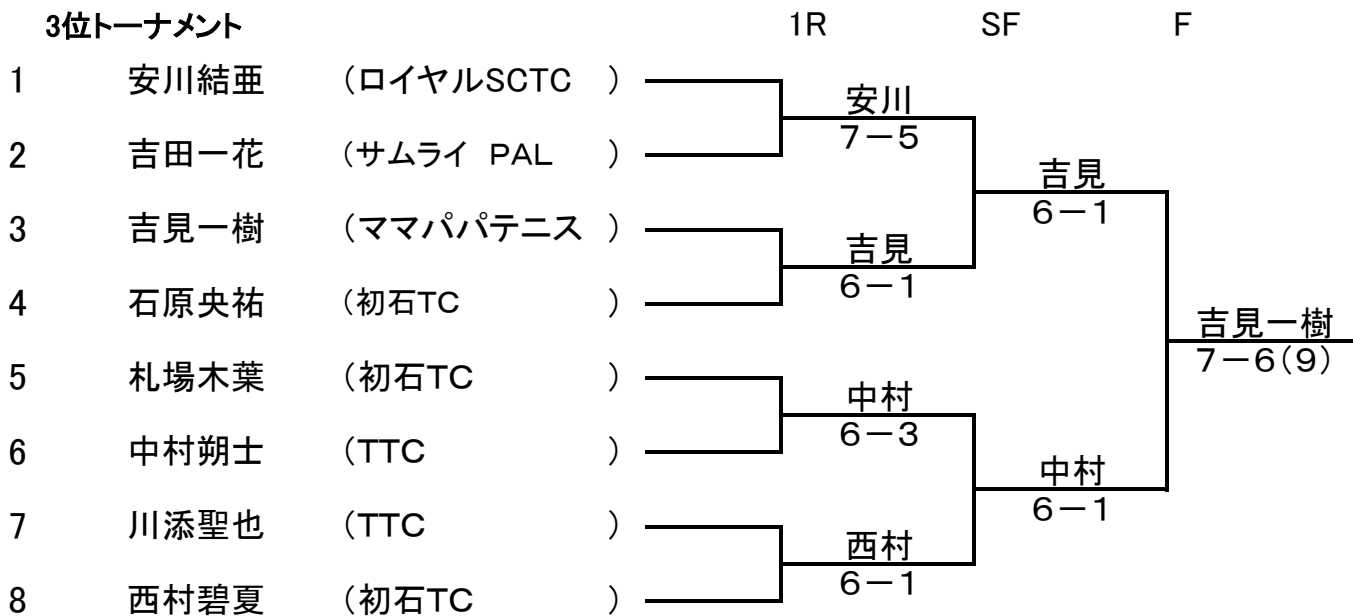 3位トーナメント 1R SF F
1 安川結亜 （ロイヤルSCTC ）
安川
7－5
2 吉田一花 （サムライ PAL ）
吉見
6－1
3 吉見一樹 （ママパパテニス ）
吉見
6－1
4 石原央祐 （初石TC ）
吉見一樹
7－6（9）
5 札場木葉 （初石TC ）
中村
6－3
6 中村朔士 （TTC ）
中村
6－1
7 川添聖也 （TTC ）
西村
6－1
8 西村碧夏 （初石TC ）